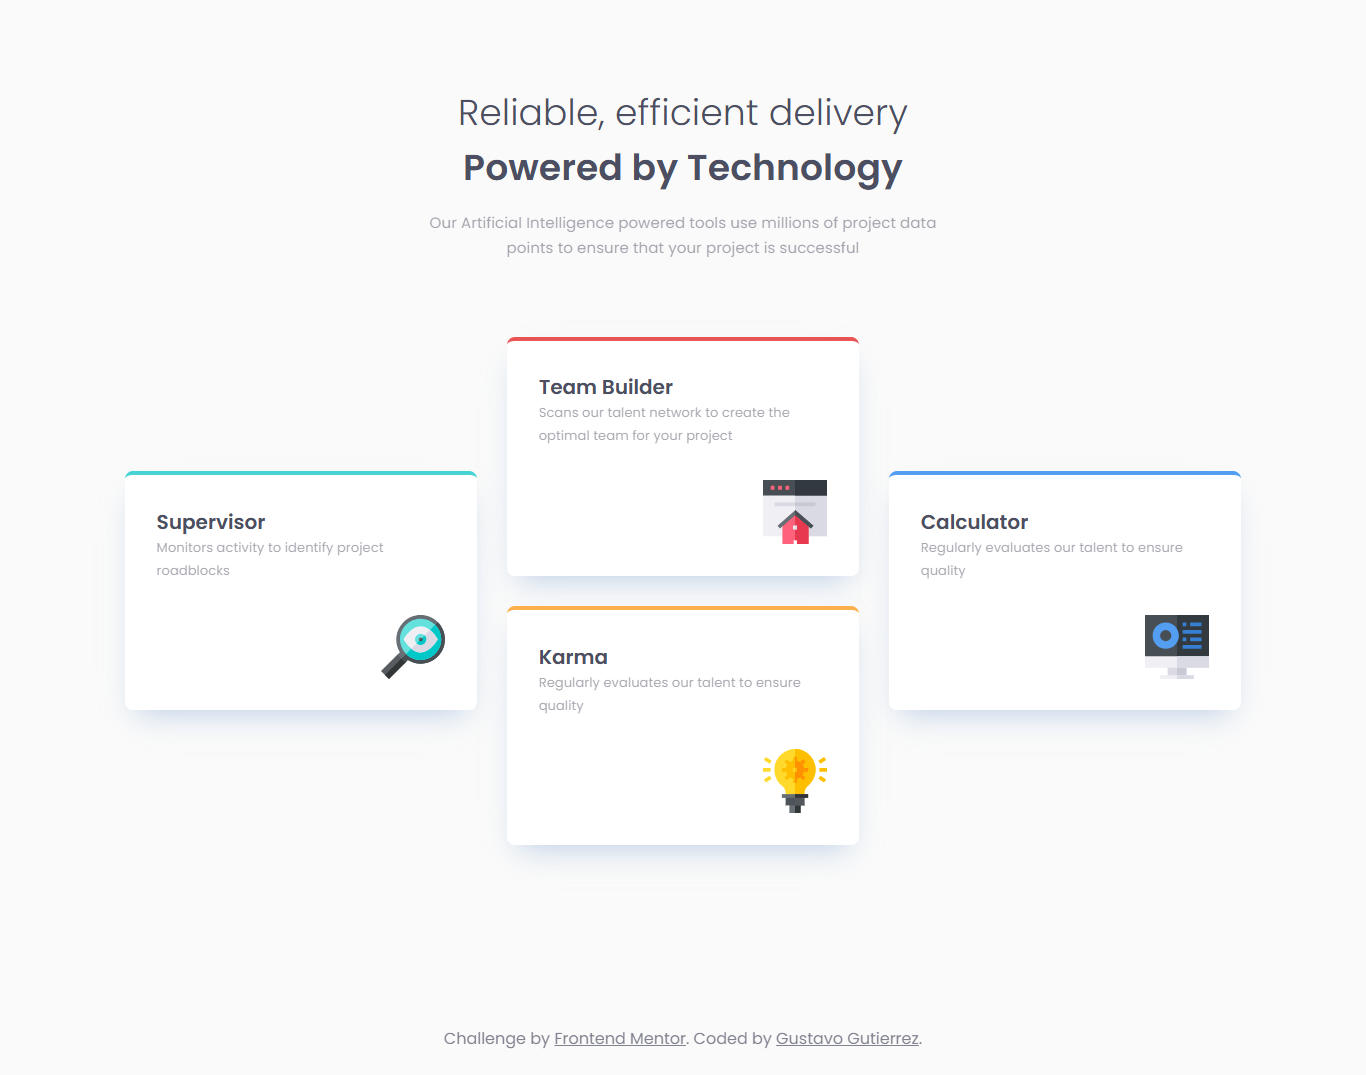 Reliable, efficient delivery
Powered by Technology
Our Artificial Intelligence powered tools use millions of project data
points to ensure that your project is successful
Supervisor
Monitors activity to identify project
roadblocks
Team Builder
Scans our talent network to create the
optimal team for your project
Karma
Regularly evaluates our talent to ensure
quality
Calculator
Regularly evaluates our talent to ensure
quality
Challenge by Frontend Mentor. Coded by Gustavo Gutierrez.